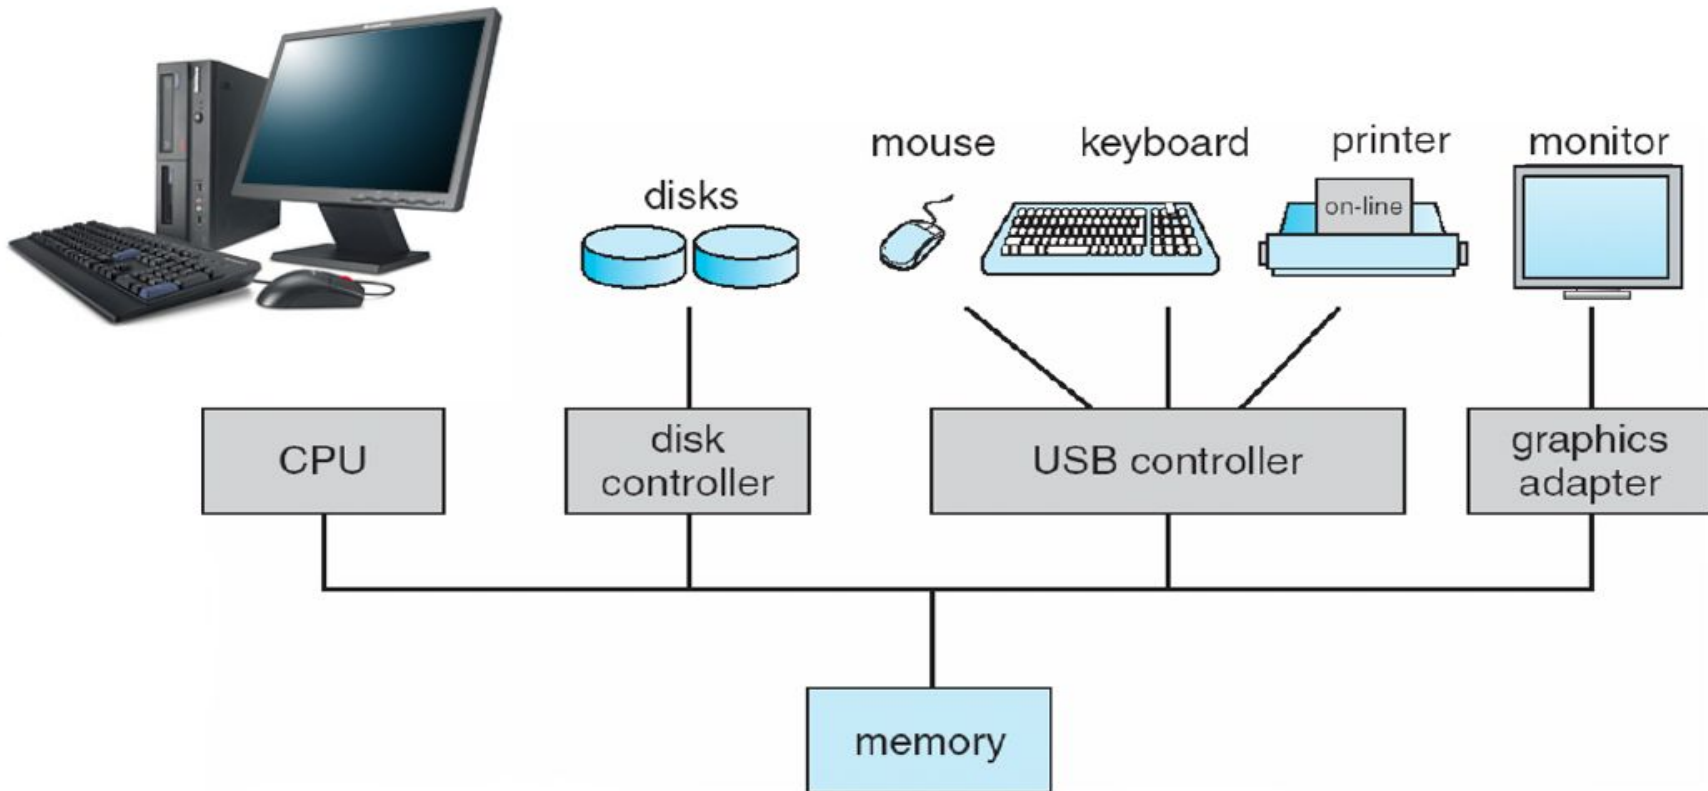 mouse
keyboard
printer
monitor
disks
on-line
CPU
disk
controller
USB controller
graphics
adapter
memory